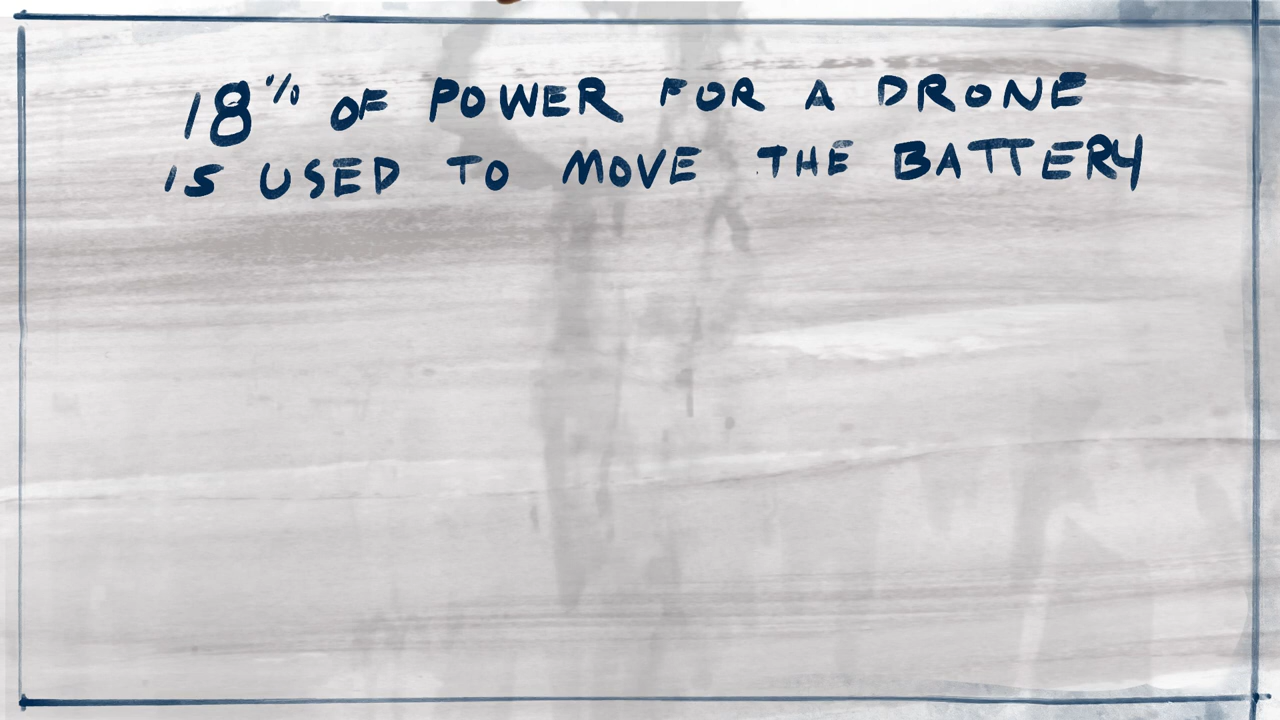 18% OF POWER FOR A DRONE
IS USED TO MOVE THE BATTERY